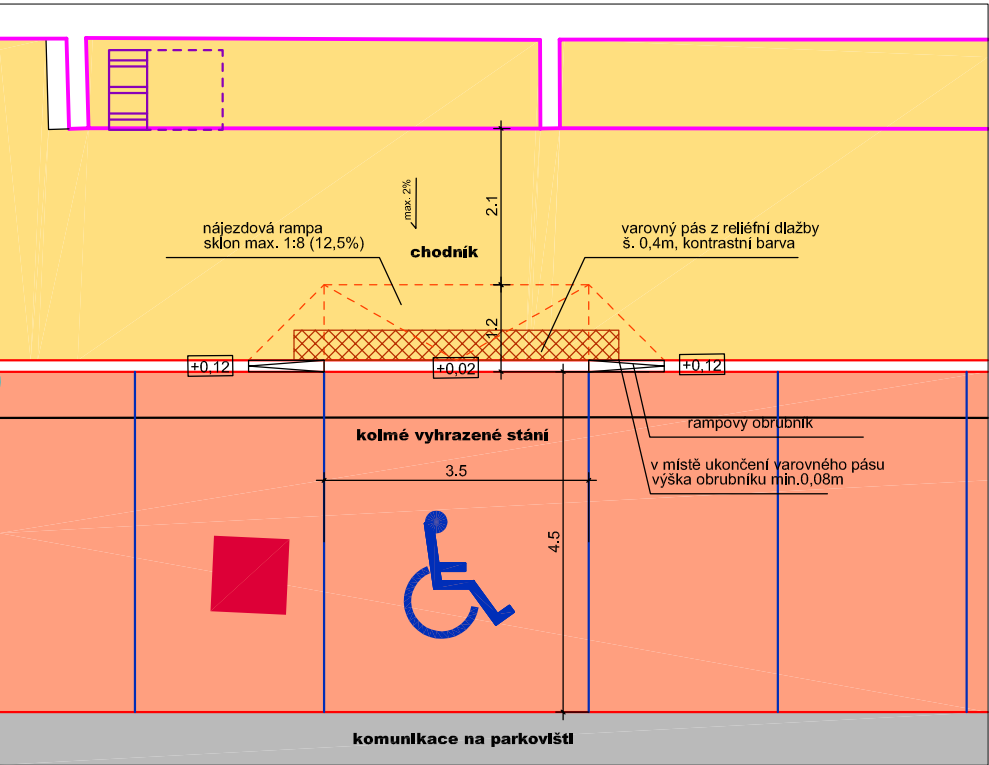 max. 2%
2.1
nájezdová rampa
sklon max. 1:8 (12,5%)
varovný pás z reliéfní dlažby
š. 0,4m, kontrastní barva
chodník
1.2
+0,12
+0,02
+0,12
rampový obrubník
kolmé vyhrazené stání
v místě ukončení varovného pásu
výška obrubníku min.0,08m
3.5
4.5
komunikace na parkovišti